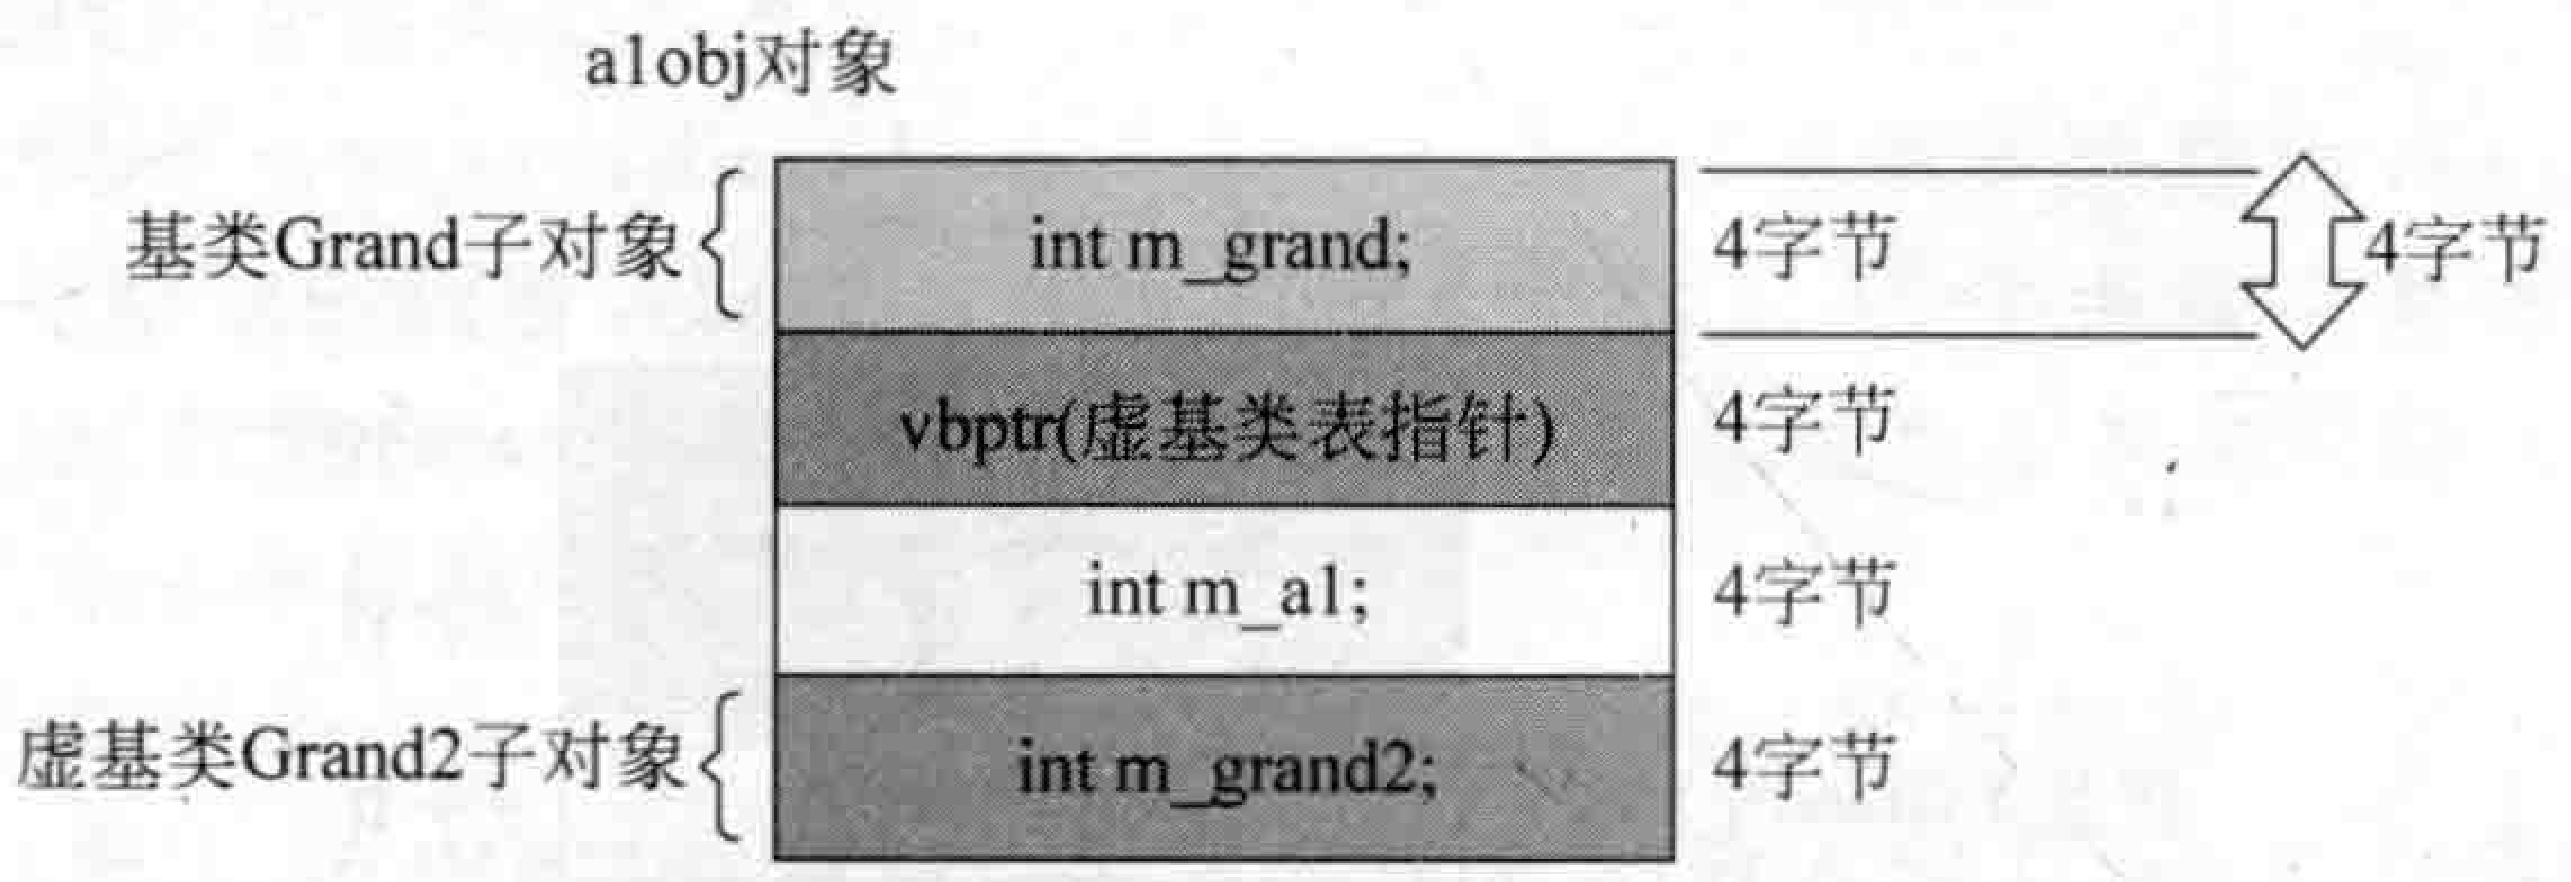 a1obj对象
基类Grand子对象
int m_grand;
4字节
4字节
vbptr(虚基类表指针)
4字节
int m_a1;
4字节
虚基类Grand2子对象
int m_grand2;
4字节